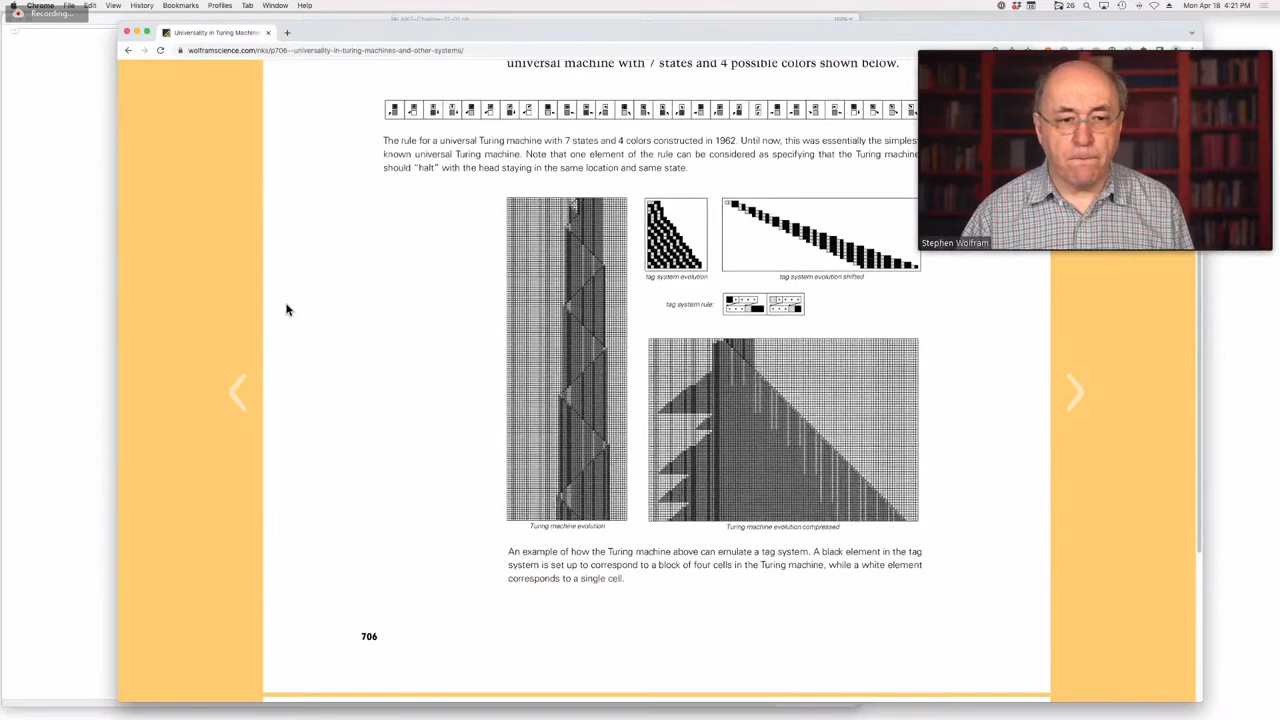 Chrome File Edit View History Bookmarks Profiles Tab Window Help
26 Mon Apr 18 4:21 PM
Recording...
NKS-Chapter-11-01.nb
Universality in Turing Machine
wolframscience.com/nks/p706--universality-in-turing-machines-and-other-systems/
universal machine with 7 states and 4 possible colors shown below.
The rule for a universal Turing machine with 7 states and 4 colors constructed in 1962. Until now, this was essentially the simples
known universal Turing machine. Note that one element of the rule can be considered as specifying that the Turing machine
should "halt" with the head staying in the same location and same state.
Stephen Wolfram
tag system evolution
tag system evolution shifted
tag system rule:
Turing machine evolution
Turing machine evolution compressed
An example of how the Turing machine above can emulate a tag system. A black element in the tag
system is set up to correspond to a block of four cells in the Turing machine, while a white element
corresponds to a single cell.
706